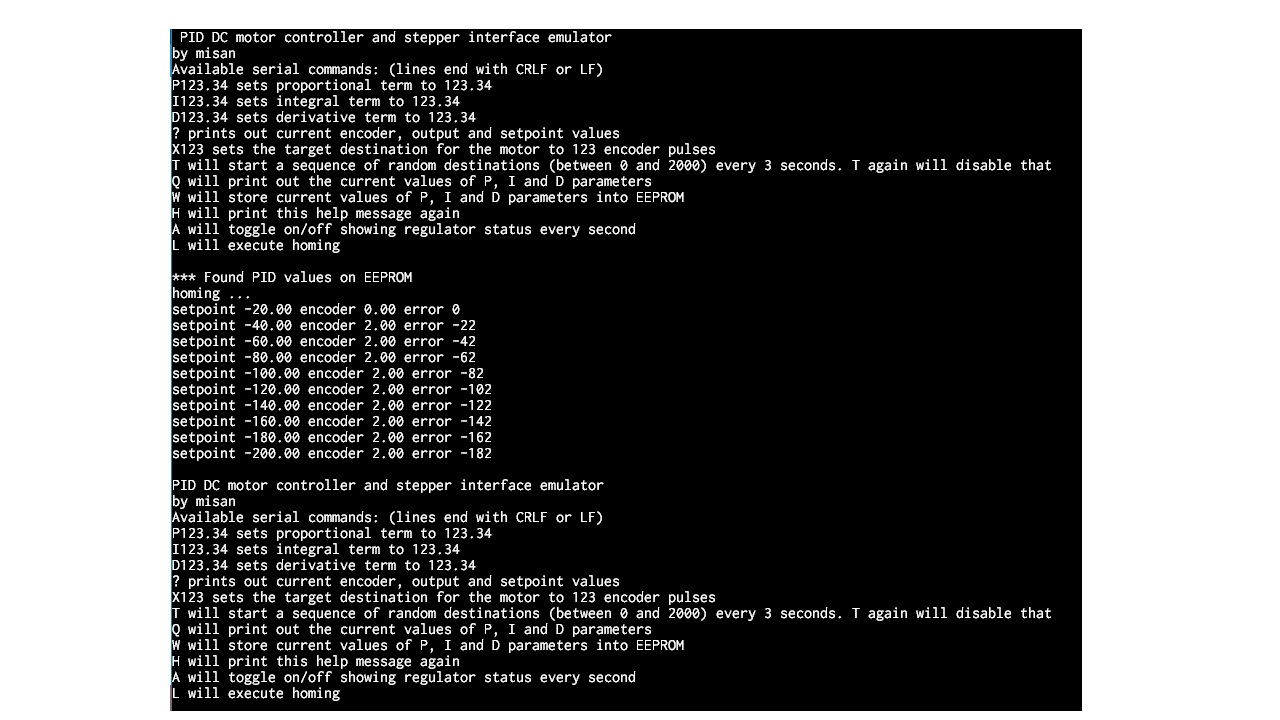 PID DC motor controller and stepper interface emulator
by misan
Available serial commands: (lines end with CRLF or LF)
P123.34 sets proportional term to 123.34
I123.34 sets integral term to 123.34
D123.34 sets derivative term to 123.34
? prints out current encoder, output and setpoint values
X123 sets the target destination for the motor to 123 encoder pulses
T will start a sequence of random destinations (between 0 and 2000) every 3 seconds. T again will disable that
Q will print out the current values of P, I and D parameters
W will store current values of P, I and D parameters into EEPROM
H will print this help message again
A will toggle on/off showing regulator status every second
L will execute homing

*** Found PID values on EEPROM
homing ...
setpoint -20.00 encoder 0.00 error 0
setpoint -40.00 encoder 2.00 error -22
setpoint -60.00 encoder 2.00 error -42
setpoint -80.00 encoder 2.00 error -62
setpoint -100.00 encoder 2.00 error -82
setpoint -120.00 encoder 2.00 error -102
setpoint -140.00 encoder 2.00 error -122
setpoint -160.00 encoder 2.00 error -142
setpoint -180.00 encoder 2.00 error -162
setpoint -200.00 encoder 2.00 error -182

PID DC motor controller and stepper interface emulator
by misan
Available serial commands: (lines end with CRLF or LF)
P123.34 sets proportional term to 123.34
I123.34 sets integral term to 123.34
D123.34 sets derivative term to 123.34
? prints out current encoder, output and setpoint values
X123 sets the target destination for the motor to 123 encoder pulses
T will start a sequence of random destinations (between 0 and 2000) every 3 seconds. T again will disable that
Q will print out the current values of P, I and D parameters
W will store current values of P, I and D parameters into EEPROM
H will print this help message again
A will toggle on/off showing regulator status every second
L will execute homing